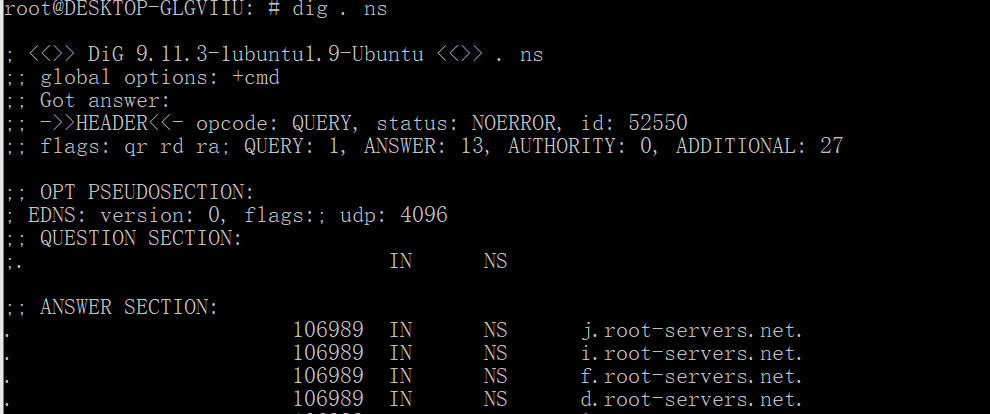 root@DESKTOP-GLGVIIU: # dig . ns
; <<>> DiG 9.11.3-1ubuntu1.9-Ubuntu <<>> . ns
;; global options: +cmd
;; Got answer:
;; ->>HEADER<<- opcode: QUERY, status: NOERROR, id: 52550
;; flags: qr rd ra; QUERY: 1, ANSWER: 13, AUTHORITY: 0, ADDITIONAL: 27
;; OPT PSEUDOSECTION:
; EDNS: version: 0, flags:; udp: 4096
;; QUESTION SECTION:
;. IN NS
;; ANSWER SECTION:
. 106989 IN NS j.root-servers.net.
. 106989 IN NS i.root-servers.net.
. 106989 IN NS f.root-servers.net.
. 106989 IN NS d.root-servers.net.